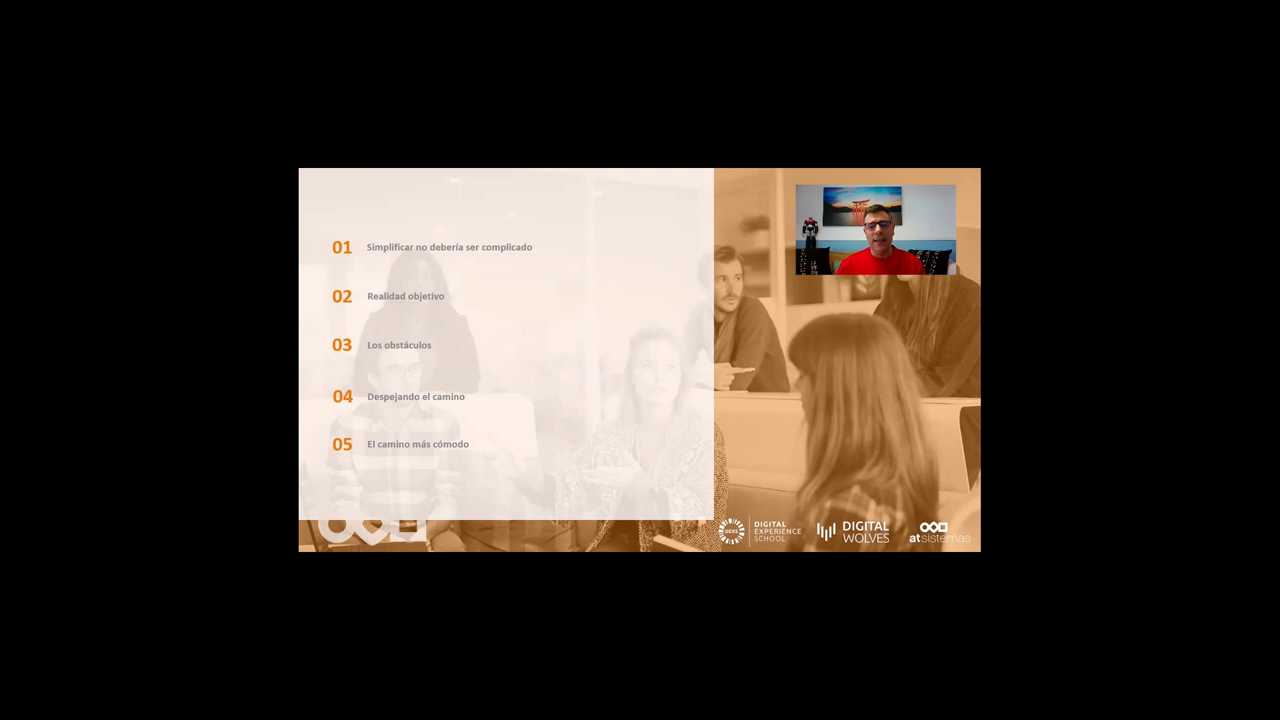 01 Simplificar no debería ser complicado
02 Realidad objetivo
03 Los obstáculos
04 Despejando el camino
05 El camino más cómodo
DEXS
DIGITAL
EXPERIENCE
SCHOOL
DIGITAL
WOLVES
atsistemas